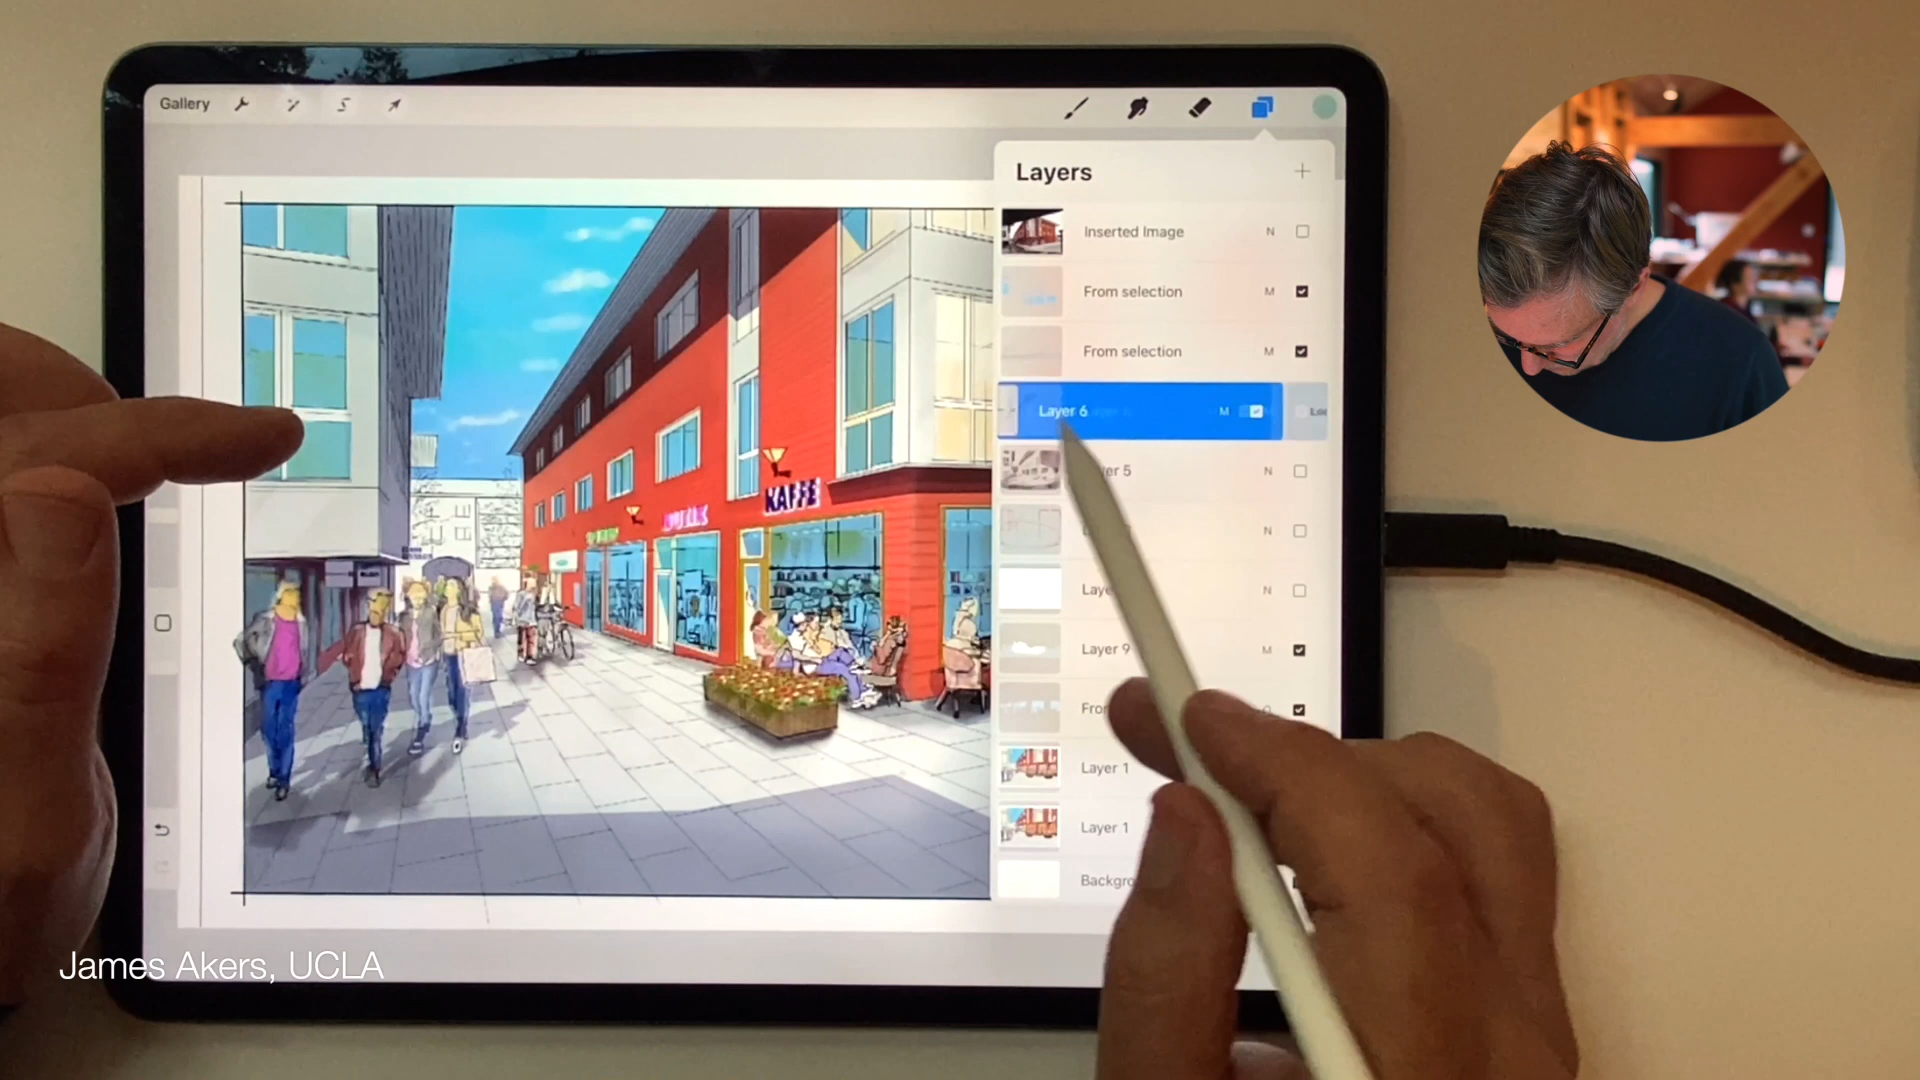 Gallery
Layers
Inserted Image N
From selection M
From selection M
Layer 6 M
5 N
N
N
Layer 9 M
Layer 1
Layer 1
KAFFE
James Akers, UCLA